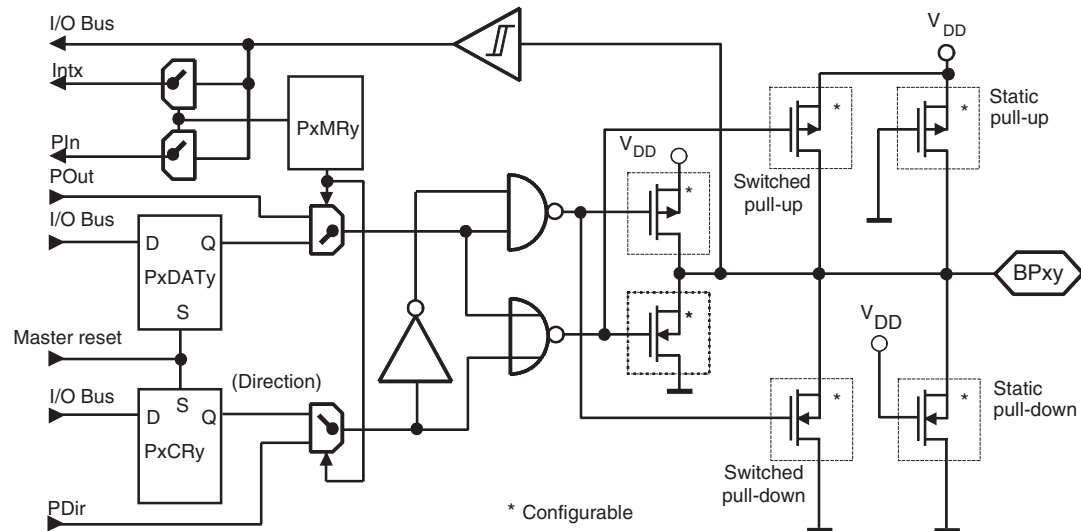 I/O Bus
V
DD
Intx
*
*
Static
pull-up
PxMRy
PIn
V
DD
POut
Switched
pull-up
*
I/O Bus
D
Q
PxDATy
S
BPxy
*
V
DD
Master reset
I/O Bus
(Direction)
S
D
Q
PxCRy
*
*
Static
pull-down
Switched
pull-down
PDir
* Configurable